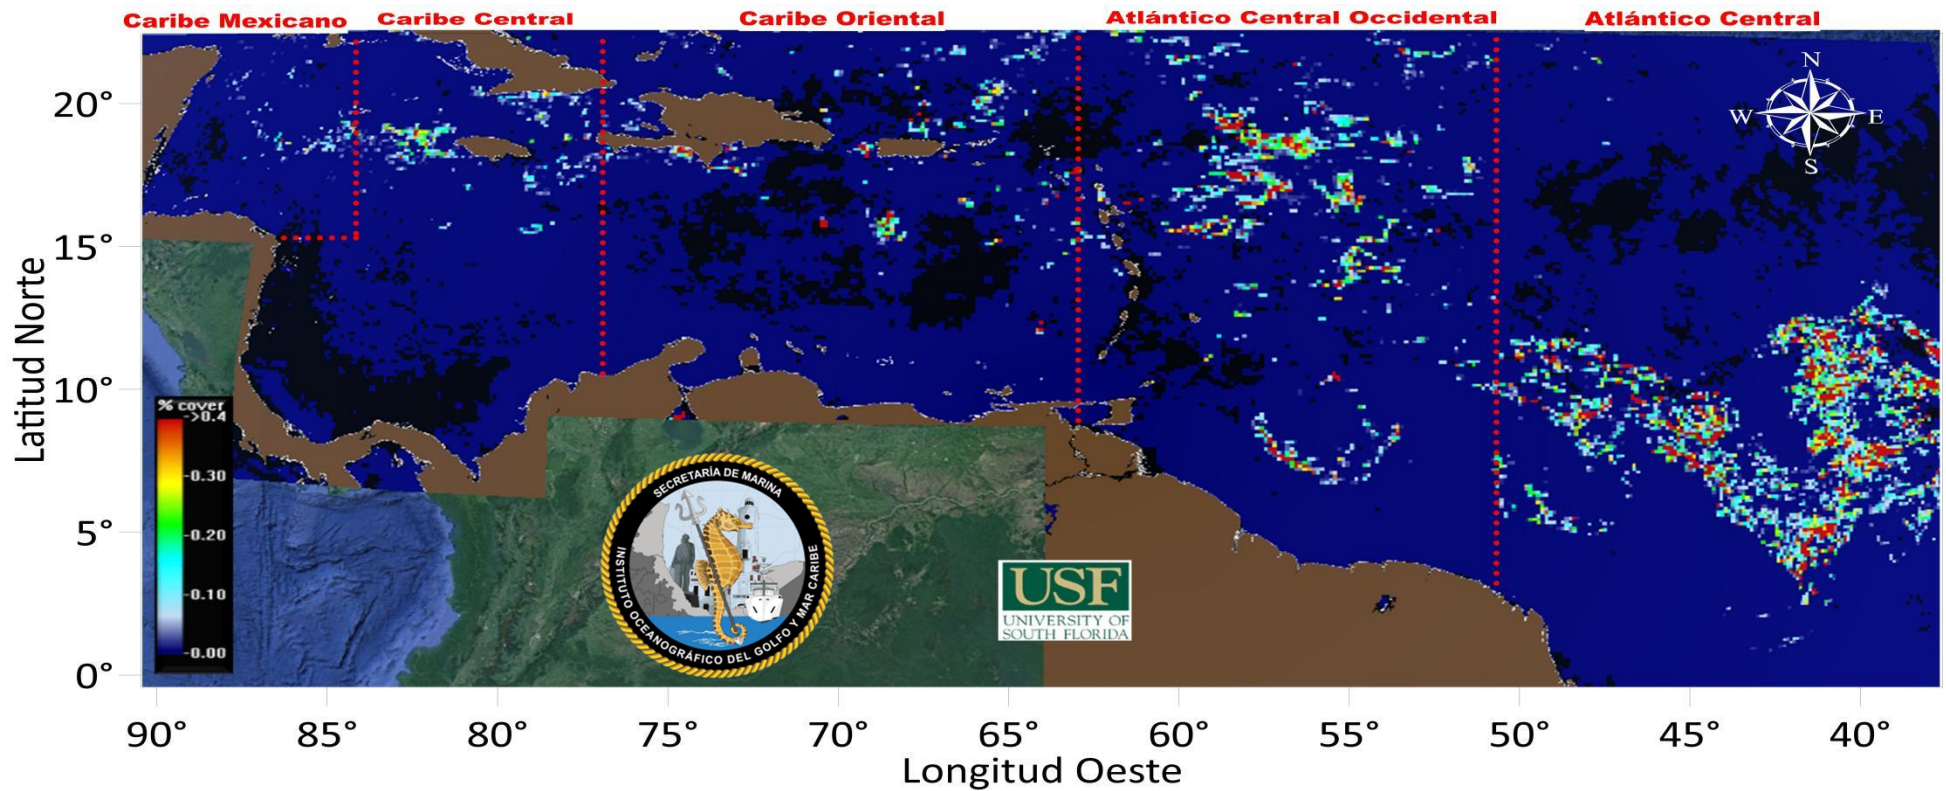 Caribe Mexicano Caribe Central Caribe Oriental Atlántico Central Occidental Atlántico Central
N
W E
S
20°
15°
10°
5°
0°
Latitud Norte
% cover
->0.4
-0.30
-0.20
-0.10
-0.00
SECRETARÍA DE MARINA
INSTITUTO OCEANOGRÁFICO DEL GOLFO Y MAR CARIBE
USF
UNIVERSITY OF
SOUTH FLORIDA
90° 85° 80° 75° 70° 65° 60° 55° 50° 45° 40°
Longitud Oeste